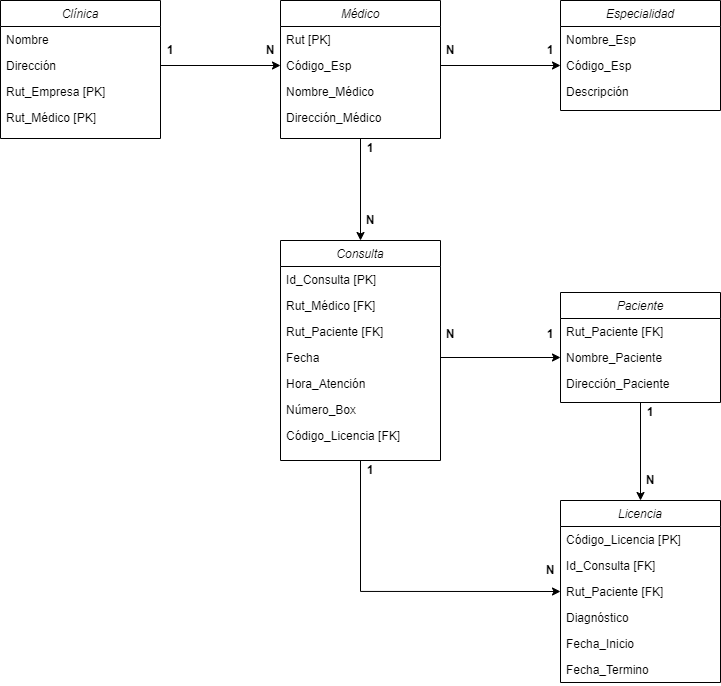 Clínica
Nombre
Dirección
Rut_Empresa [PK]
Rut_Médico [PK]
1
N
Médico
Rut [PK]
Código_Esp
Nombre_Médico
Dirección_Médico
N
1
Especialidad
Nombre_Esp
Código_Esp
Descripción
1
N
Consulta
Id_Consulta [PK]
Rut_Médico [FK]
Rut_Paciente [FK]
Fecha
Hora_Atención
Número_Box
Código_Licencia [FK]
N
1
Paciente
Rut_Paciente [FK]
Nombre_Paciente
Dirección_Paciente
1
N
1
N
Licencia
Código_Licencia [PK]
Id_Consulta [FK]
Rut_Paciente [FK]
Diagnóstico
Fecha_Inicio
Fecha_Termino